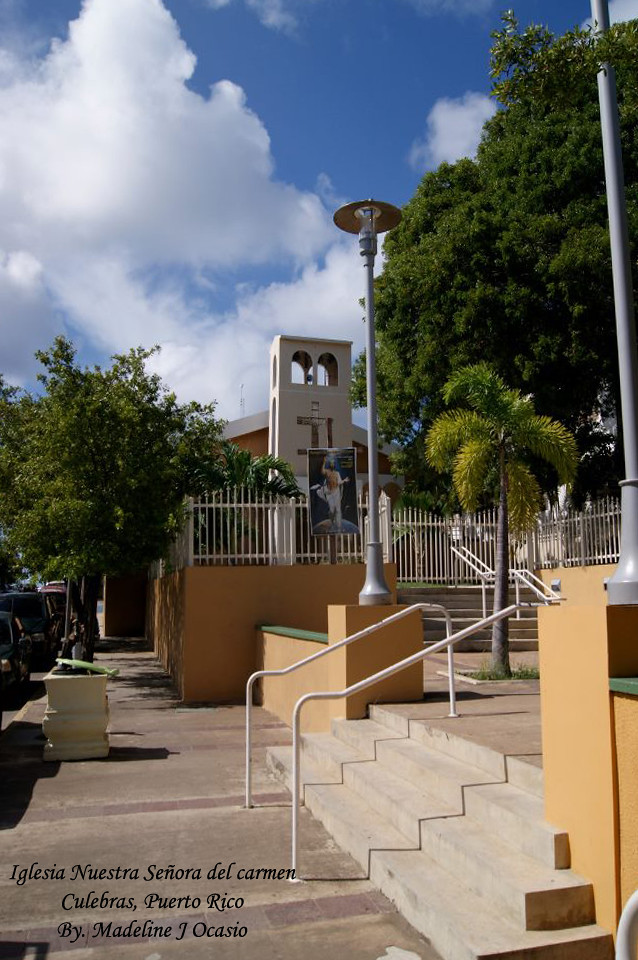 Iglesia Nuestra Señora del carmen
Culebras, Puerto Rico
By. Madeline J Ocasio